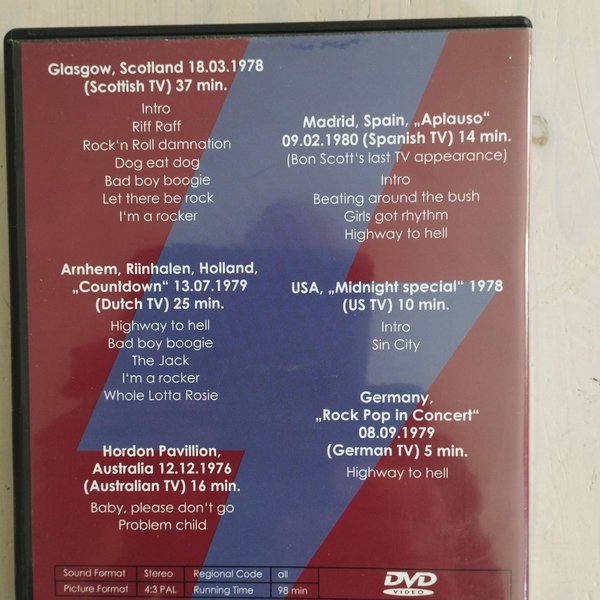 Glasgow, Scotland 18.03.1978
(Scottish TV) 37 min.
Intro
Riff Raff
Rock'n Roll damnation
Dog eat dog
Bad boy boogie
Let there be rock
I'm a rocker
Arnhem, Riinhalen, Holland,
„Countdown“ 13.07.1979
(Dutch TV) 25 min.
Highway to hell
Bad boy boogie
The Jack
I'm a rocker
Whole Lotta Rosie
Hordon Pavillion,
Australia 12.12.1976
(Australian TV) 16 min.
Baby, please don't go
Problem child
Madrid, Spain, „Aplauso“
09.02.1980 (Spanish TV) 14 min.
(Bon Scott's last TV appearance)
Intro
Beating around the bush
Girls got rhythm
Highway to hell
USA, „Midnight special“ 1978
(US TV) 10 min.
Intro
Sin City
Germany,
„Rock Pop in Concert“
08.09.1979
(German TV) 5 min.
Highway to hell
Sound Format Stereo Regional Code all
Picture Format 4:3 PAL Running Time 98 min
DVD
VIDEO